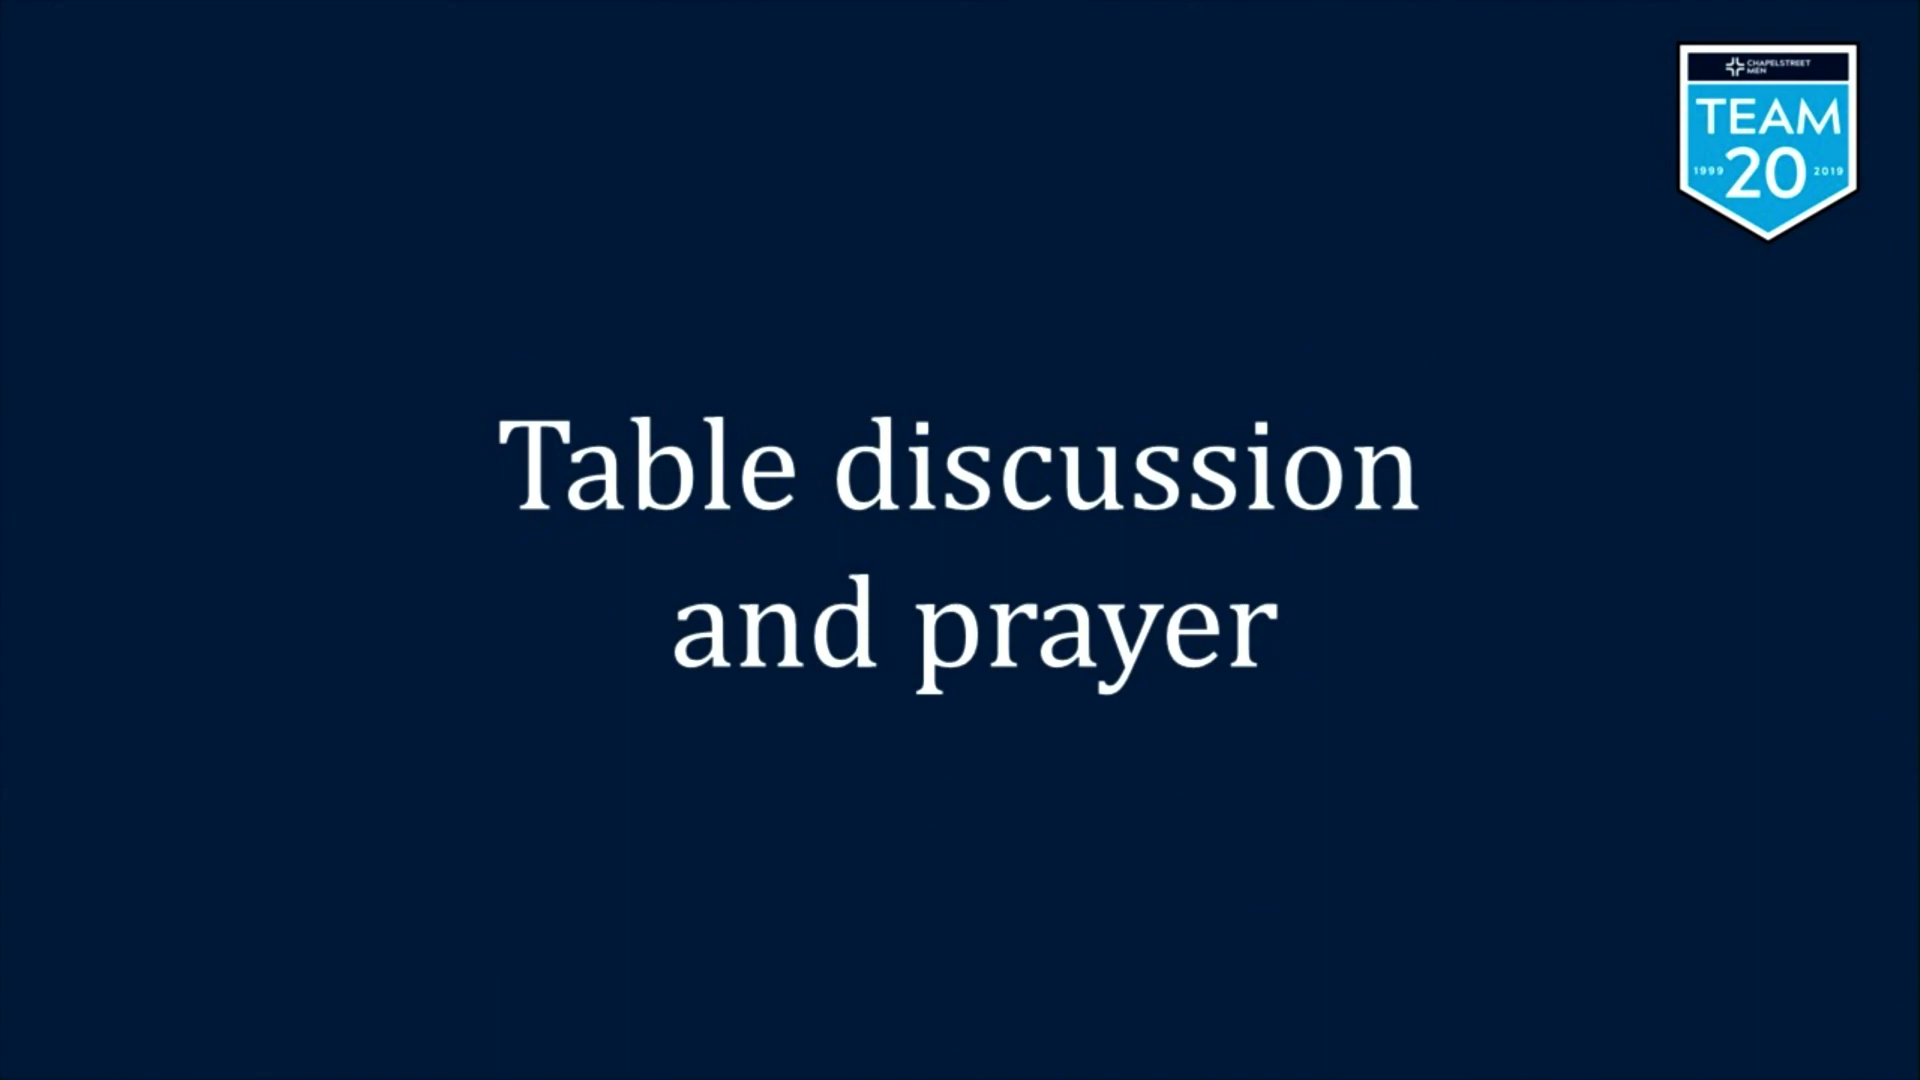 CHAPELSTREET
MEN
TEAM
1999 20 2019
Table discussion
and prayer